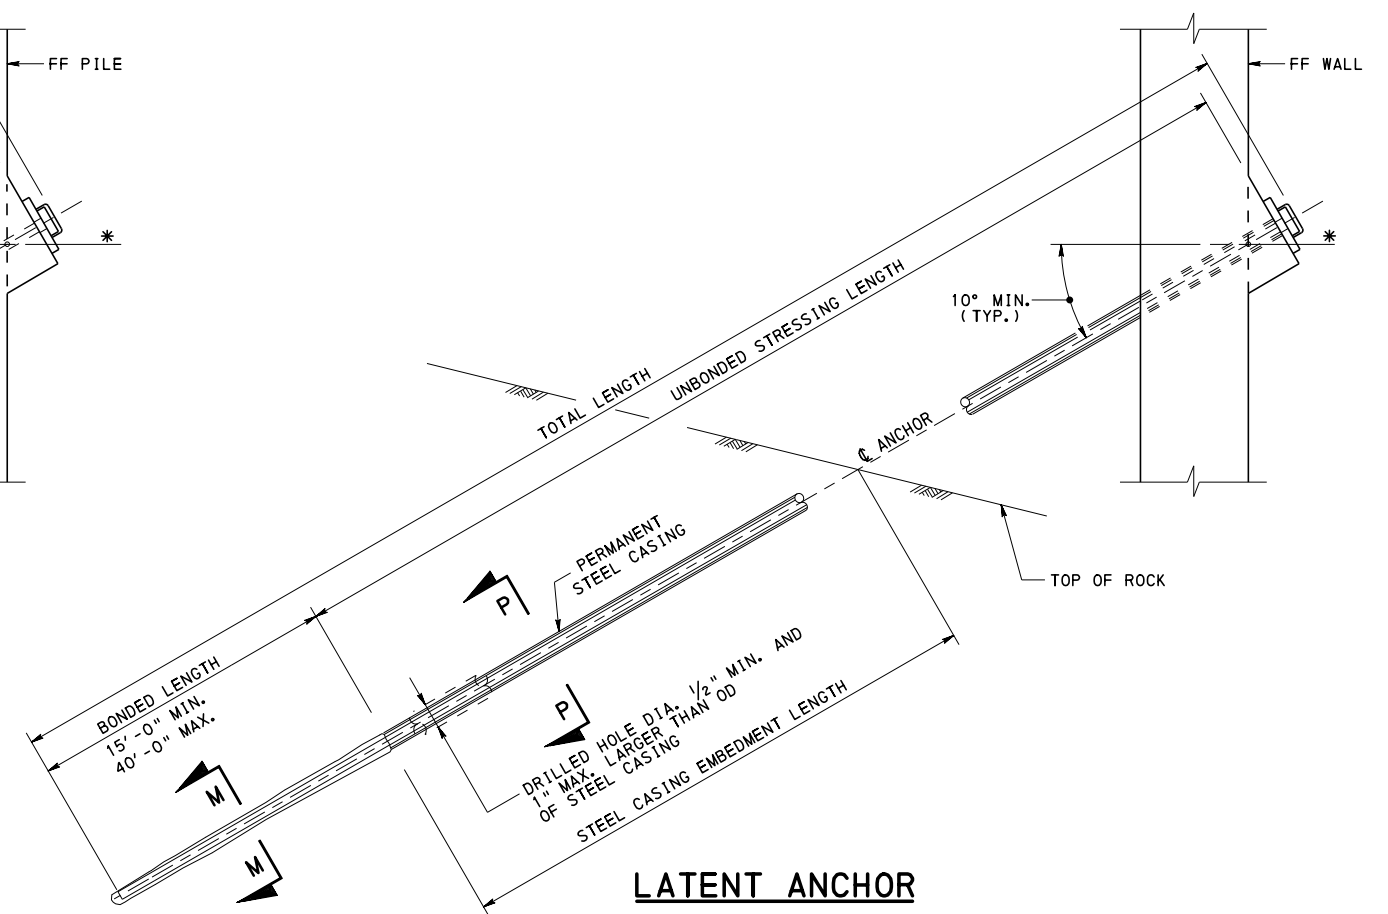 FF PILE
FF WALL
*
*
10° MIN.
(TYP.)
UNBONDED STRESSING LENGTH
TOTAL LENGTH
℄ ANCHOR
PERMANENT
STEEL CASING
TOP OF ROCK
P
P
BONDED LENGTH
15'-0" MIN.
40'-0" MAX.
DRILLED HOLE DIA. 1/2" MIN. AND
1" MAX. LARGER THAN OD
OF STEEL CASING
STEEL CASING EMBEDMENT LENGTH
M
M
LATENT ANCHOR